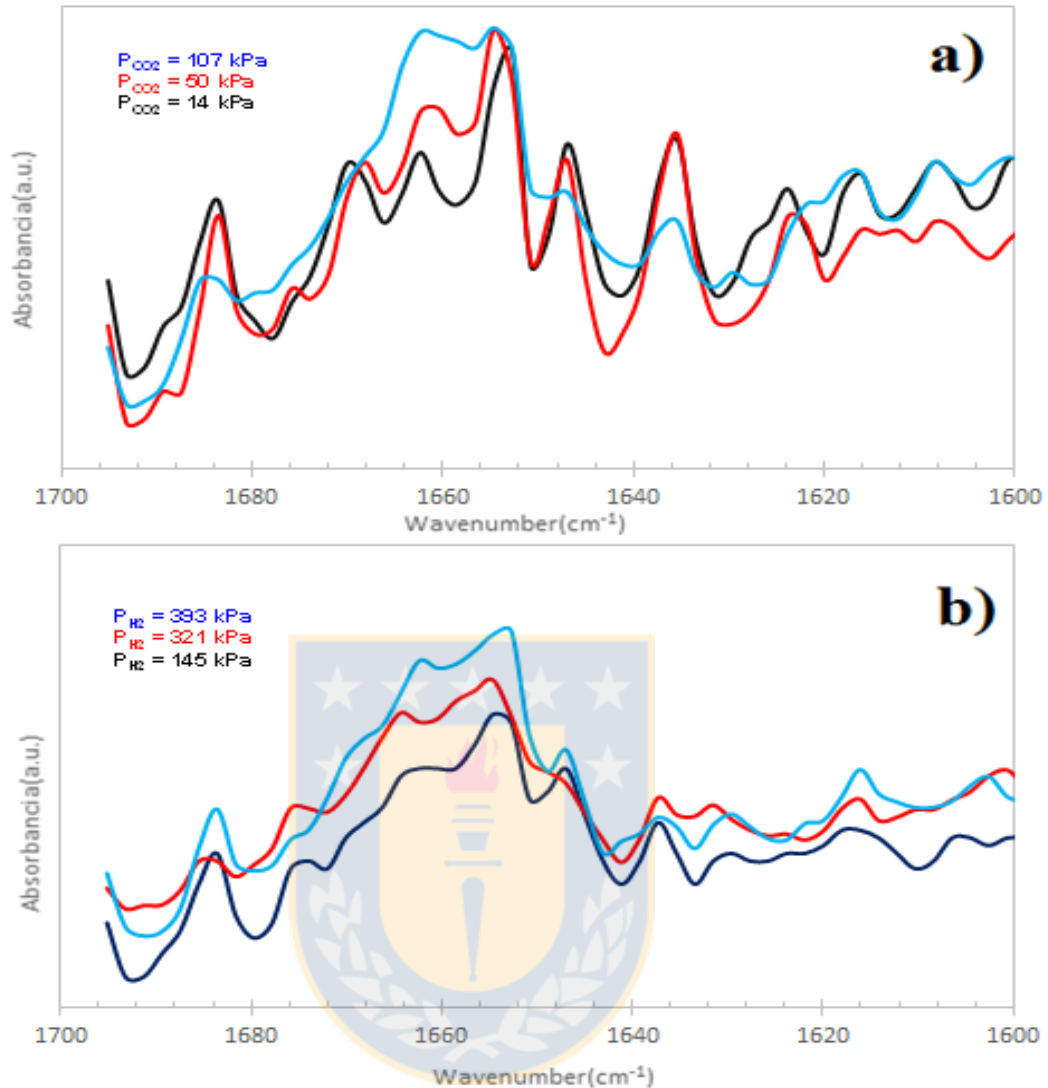 a)
P_CO2 = 107 kPa
P_CO2 = 50 kPa
P_CO2 = 14 kPa
Absorbancia(a.u.)
1700 1680 1660 1640 1620 1600
Wavenumber(cm⁻¹)
b)
P_H2 = 393 kPa
P_H2 = 321 kPa
P_H2 = 145 kPa
Absorbancia(a.u.)
1700 1680 1660 1640 1620 1600
Wavenumber(cm⁻¹)